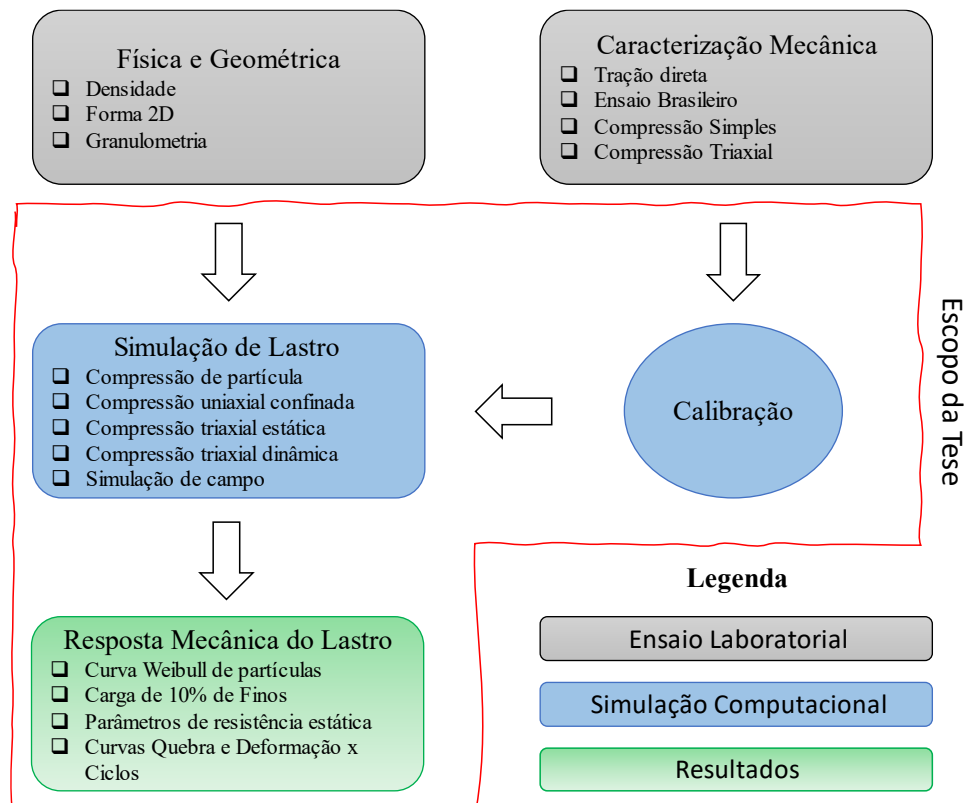 Física e Geométrica
Densidade
Forma 2D
Granulometria
Caracterização Mecânica
Tração direta
Ensaio Brasileiro
Compressão Simples
Compressão Triaxial
Simulação de Lastro
Compressão de partícula
Compressão uniaxial confinada
Compressão triaxial estática
Compressão triaxial dinâmica
Simulação de campo
Calibração
Escopo da Tese
Resposta Mecânica do Lastro
Curva Weibull de partículas
Carga de 10% de Finos
Parâmetros de resistência estática
Curvas Quebra e Deformação x
Ciclos
Legenda
Ensaio Laboratorial
Simulação Computacional
Resultados